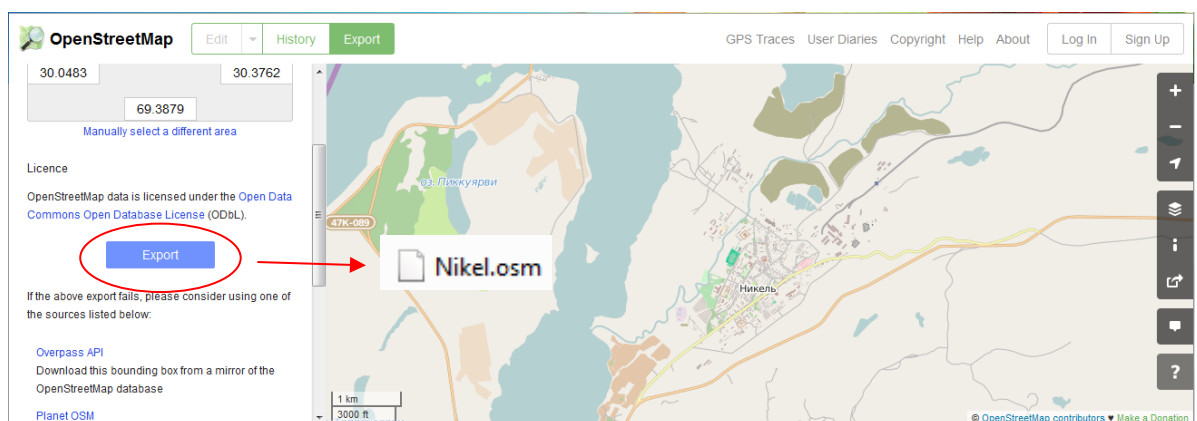 OpenStreetMap
Edit
History
Export
GPS Traces
User Diaries
Copyright
Help
About
Log In
Sign Up
30.0483
30.3762
69.3879
Manually select a different area
Licence
OpenStreetMap data is licensed under the Open Data
Commons Open Database License (ODbL).
Export
If the above export fails, please consider using one of
the sources listed below:
Overpass API
Download this bounding box from a mirror of the
OpenStreetMap database
Planet OSM
оз. Пиккуярви
47K-089
Nikel.osm
Никель
1 km
3000 ft
© OpenStreetMap contributors ♥ Make a Donation